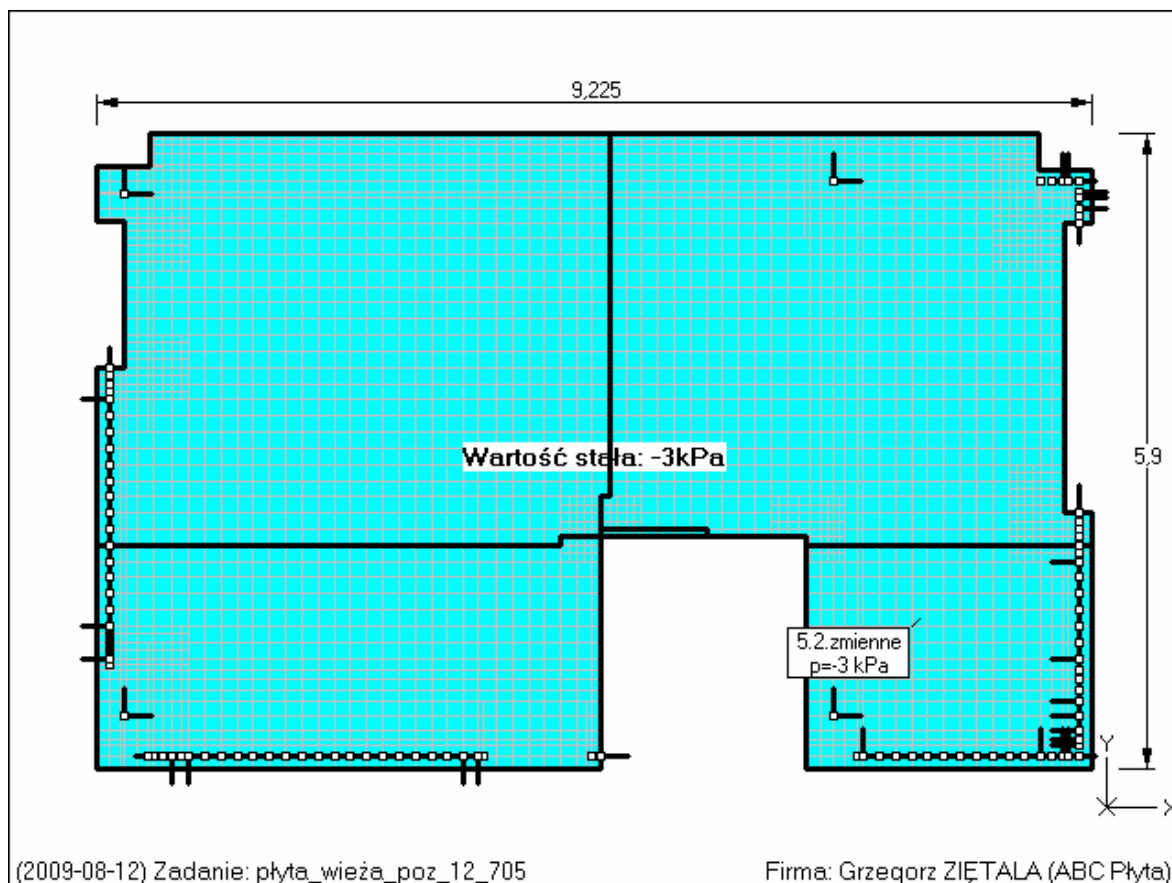 9,225
Wartość stała: -3kPa
5,9
5.2.zmienne
p=-3 kPa
Y
X
(2009-08-12) Zadanie: płyta_wieża_poz_12_705
Firma: Grzegorz ZIĘTALA (ABC Płyta)